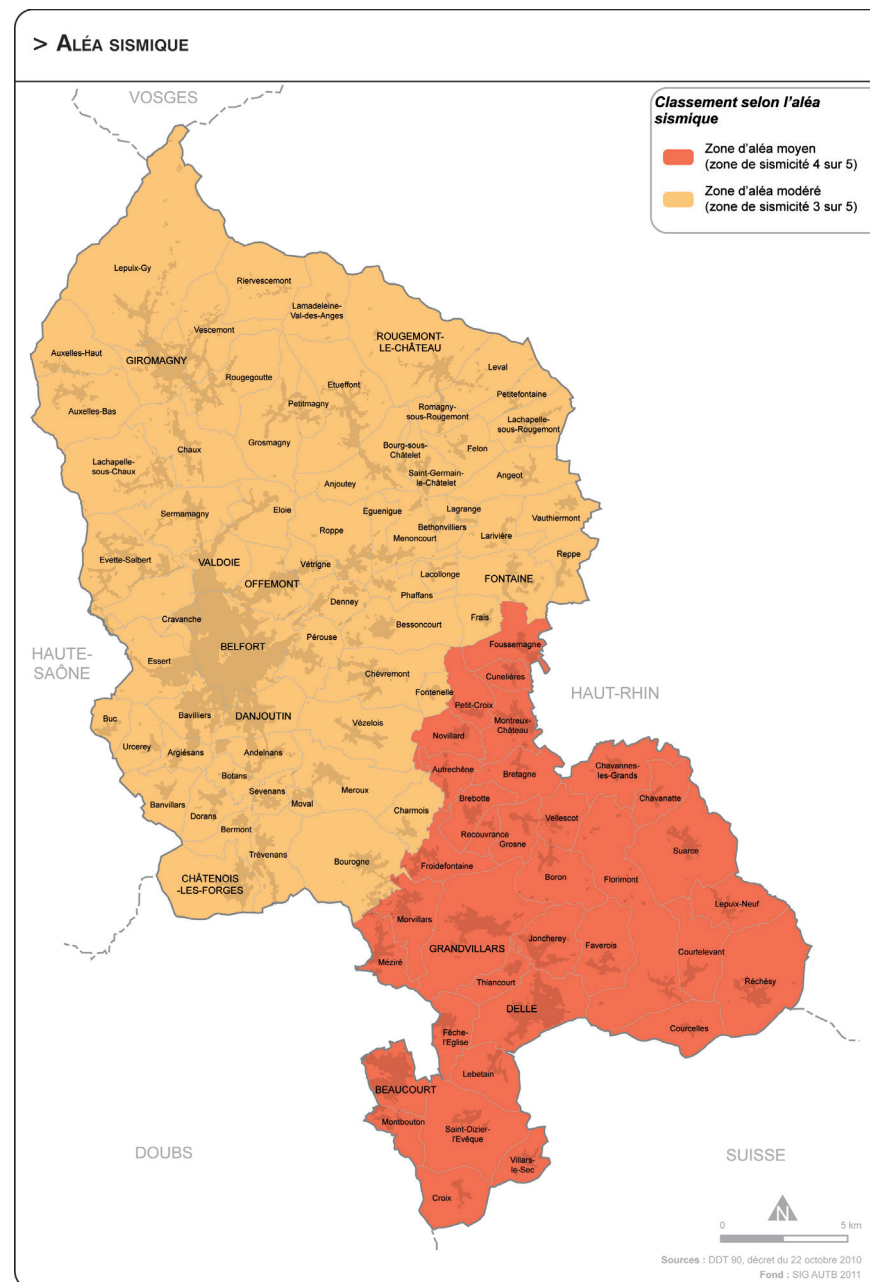 > ALÉA SISMIQUE
VOSGES
Classement selon l'aléa
sismique
Zone d'aléa moyen
(zone de sismicité 4 sur 5)
Zone d'aléa modéré
(zone de sismicité 3 sur 5)
Lepuix-Gy
Riervescemont
Lamadeleine-
Val-des-Anges
Vescemont
ROUGEMONT-
LE-CHÂTEAU
Auxelles-Haut
GIROMAGNY
Leval
Rougegoutte
Etueffont
Petitefontaine
Petitmagny
Auxelles-Bas
Romagny-
sous-Rougemont
Lachapelle-
sous-Rougemont
Grosmagny
Chaux
Bourg-sous-
Châtelet
Felon
Lachapelle-
sous-Chaux
Saint-Germain-
le-Châtelet
Angeot
Anjoutey
Sermamagny
Eloie
Eguenigue
Lagrange
Vauthiermont
Roppe
Bethonvilliers
Menoncourt
Larivière
Reppe
Evette-Salbert
VALDOIE
Vétrigne
OFFEMONT
Lacollonge
FONTAINE
Phaffans
Denney
Cravanche
Bessoncourt
Frais
Pérouse
BELFORT
Foussemagne
HAUTE-
SAÔNE
Essert
Chèvremont
Cunelières
HAUT-RHIN
Fontenelle
Petit-Croix
Buc
Bavilliers
DANJOUTIN
Vézelois
Montreux-
Château
Novillard
Urcerey
Argiésans
Andelnans
Autrechêne
Bretagne
Chavannes-
les-Grands
Botans
Sevenans
Meroux
Banvillars
Moval
Brebotte
Chavanatte
Dorans
Charmois
Vellescot
Bermont
Recouvrance
Grosne
Suarce
Trévenans
Bourogne
Froidefontaine
Boron
Florimont
CHÂTENOIS
-LES-FORGES
Lepuix-Neuf
Morvillars
Joncherey
Faverois
GRANDVILLARS
Courtelevant
Méziré
Thiancourt
Réchésy
DELLE
Fêche-
l'Eglise
Courcelles
Lebetain
BEAUCOURT
Montbouton
Saint-Dizier-
l'Evêque
DOUBS
Villars-
le-Sec
SUISSE
Croix
N
0 5 km
Sources : DDT 90, décret du 22 octobre 2010
Fond : SIG AUTB 2011